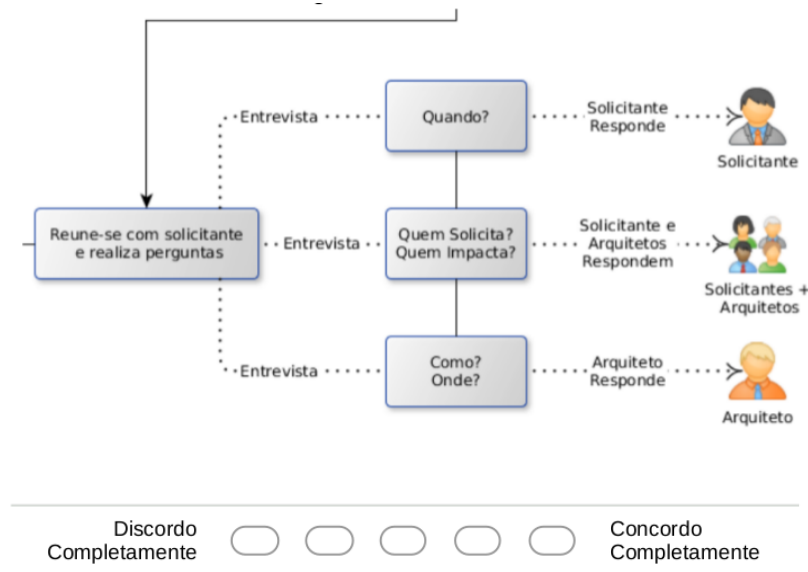 Entrevista
Quando?
Solicitante
Responde
Solicitante
Reune-se com solicitante
e realiza perguntas
Entrevista
Quem Solicita?
Quem Impacta?
Solicitante e
Arquitetos
Respondem
Solicitantes +
Arquitetos
Entrevista
Como?
Onde?
Arquiteto
Responde
Arquiteto
Discordo
Completamente
Concordo
Completamente